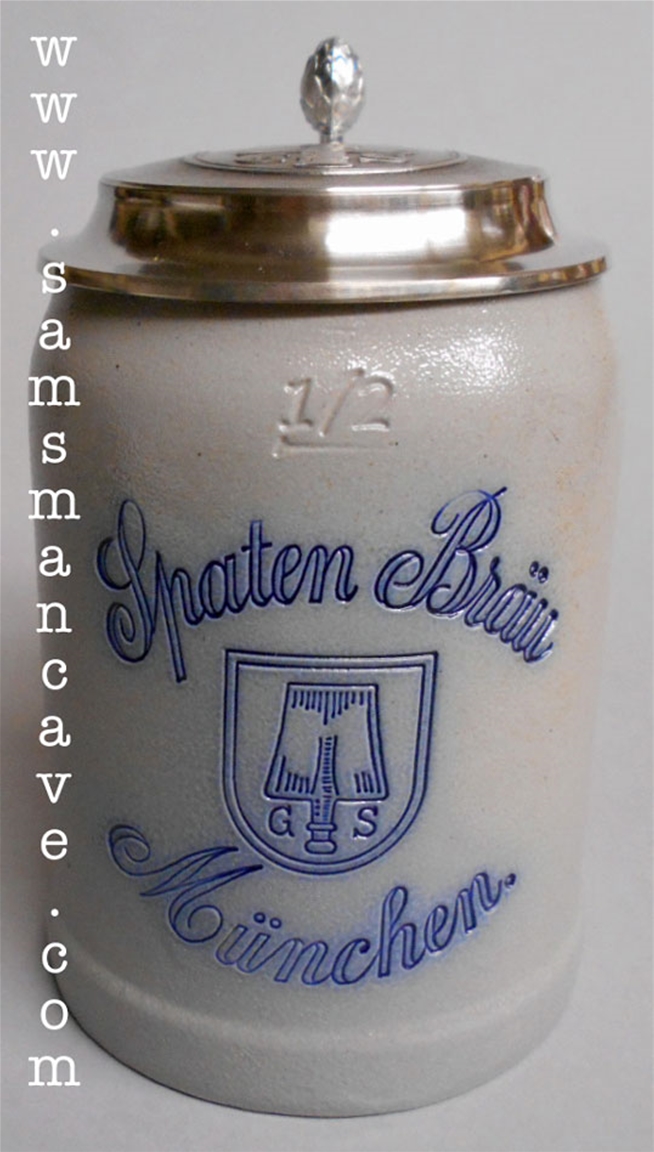 www.samsmancave.com
1/2
Spaten Bräu
G S
München.